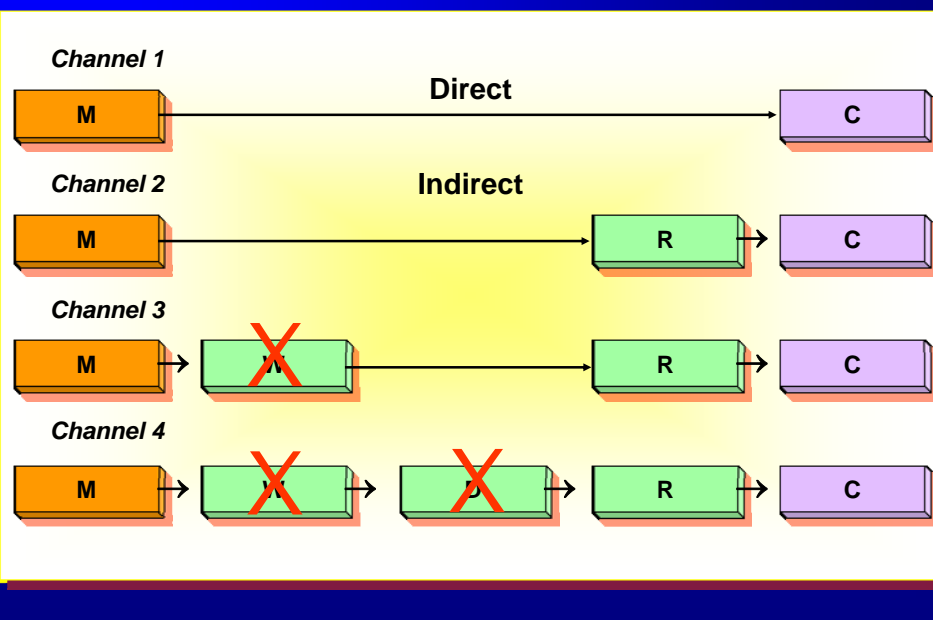 Channel 1
Direct
M C
Channel 2
Indirect
M R C
Channel 3
M W R C
Channel 4
M W D R C